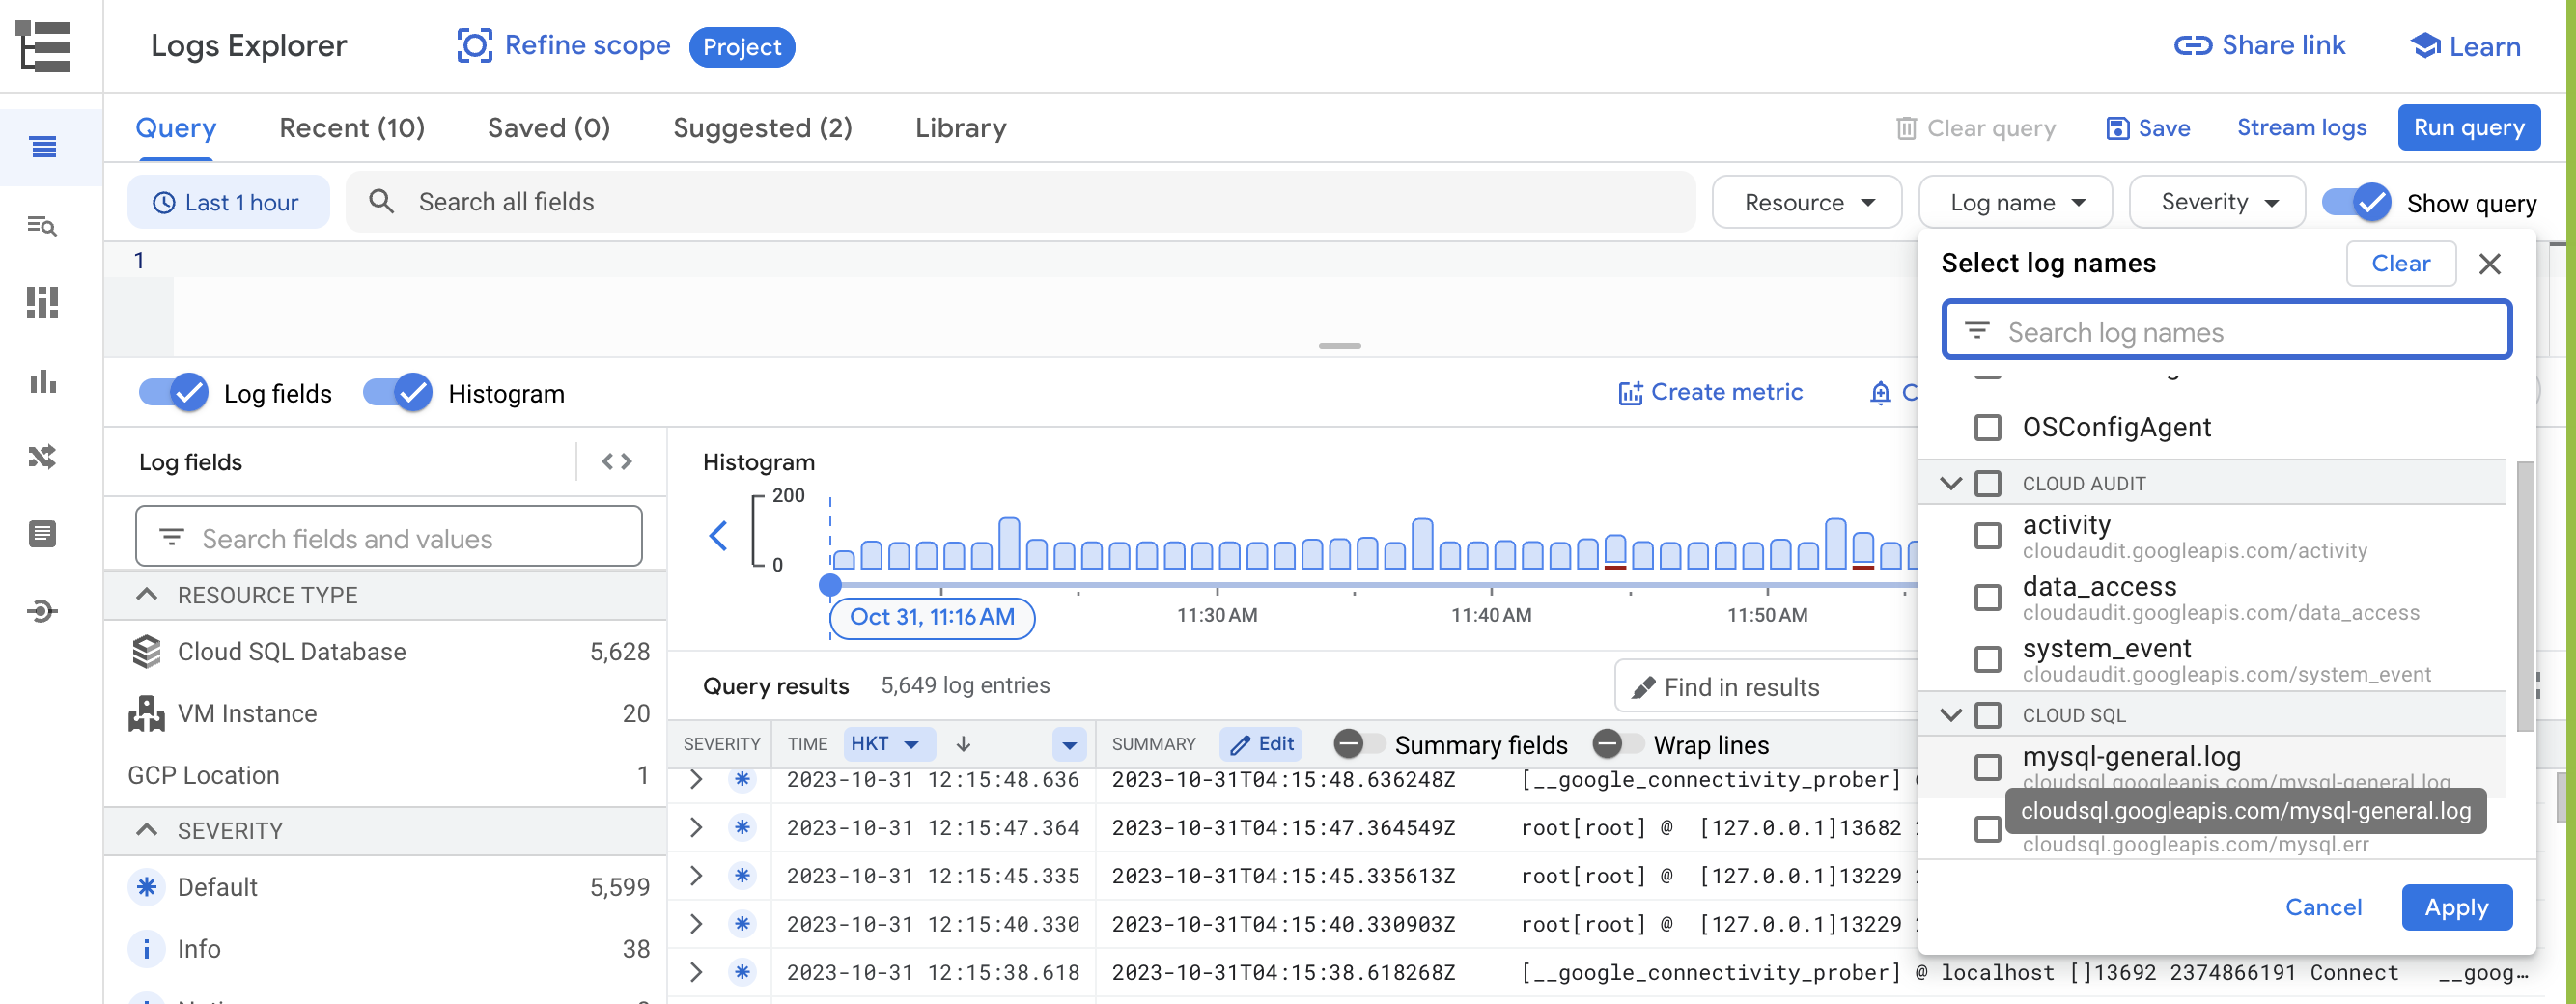 Logs Explorer
Refine scope
Project
Share link
Learn
Query
Recent (10)
Saved (0)
Suggested (2)
Library
Clear query
Save
Stream logs
Run query
Last 1 hour
Search all fields
Resource
Log name
Severity
Show query
1
Select log names
Clear
Search log names
OSConfigAgent
CLOUD AUDIT
activity
cloudaudit.googleapis.com/activity
data_access
cloudaudit.googleapis.com/data_access
system_event
cloudaudit.googleapis.com/system_event
CLOUD SQL
mysql-general.log
cloudsql.googleapis.com/mysql-general.log
cloudsql.googleapis.com/mysql-general.log
cloudsql.googleapis.com/mysql.err
Cancel
Apply
Log fields
Histogram
Create metric
C
Log fields
Search fields and values
RESOURCE TYPE
Cloud SQL Database 5,628
VM Instance 20
GCP Location 1
SEVERITY
Default 5,599
Info 38
Histogram
200
0
Oct 31, 11:16 AM
11:30 AM
11:40 AM
11:50 AM
Query results 5,649 log entries
Find in results
SEVERITY TIME HKT SUMMARY Edit Summary fields Wrap lines
2023-10-31 12:15:48.636 2023-10-31T04:15:48.636248Z [__google_connectivity_prober] @
2023-10-31 12:15:47.364 2023-10-31T04:15:47.364549Z root[root] @ [127.0.0.1]13682
2023-10-31 12:15:45.335 2023-10-31T04:15:45.335613Z root[root] @ [127.0.0.1]13229
2023-10-31 12:15:40.330 2023-10-31T04:15:40.330903Z root[root] @ [127.0.0.1]13229
2023-10-31 12:15:38.618 2023-10-31T04:15:38.618268Z [__google_connectivity_prober] @ localhost []13692 2374866191 Connect __goog…